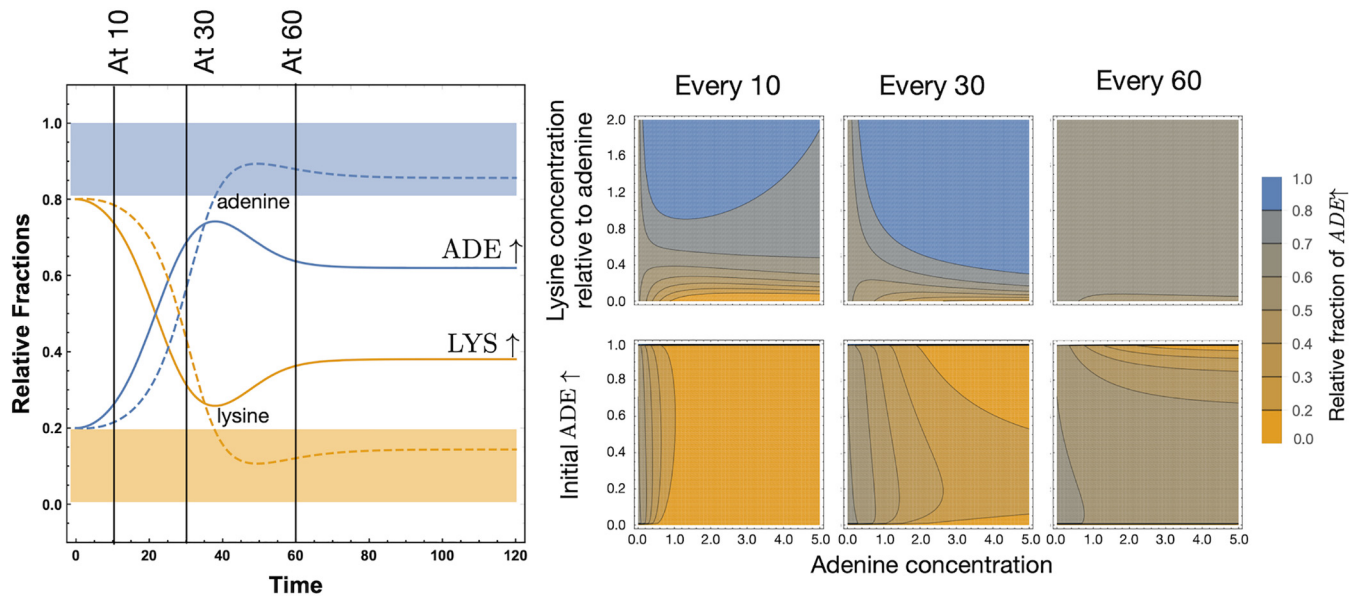 At 10
At 30
At 60
Relative Fractions
1.0
0.8
0.6
0.4
0.2
0.0
adenine
ADE ↑
LYS ↑
lysine
0 20 40 60 80 100 120
Time
Every 10
Every 30
Every 60
Lysine concentration
relative to adenine
2.0
1.6
1.2
0.8
0.4
0.0
Initial ADE ↑
1.0
0.8
0.6
0.4
0.2
0.0
0.0 1.0 2.0 3.0 4.0 5.0
0.0 1.0 2.0 3.0 4.0 5.0
0.0 1.0 2.0 3.0 4.0 5.0
Adenine concentration
1.0
0.8
0.7
0.6
0.5
0.4
0.3
0.2
0.0
Relative fraction of ADE↑